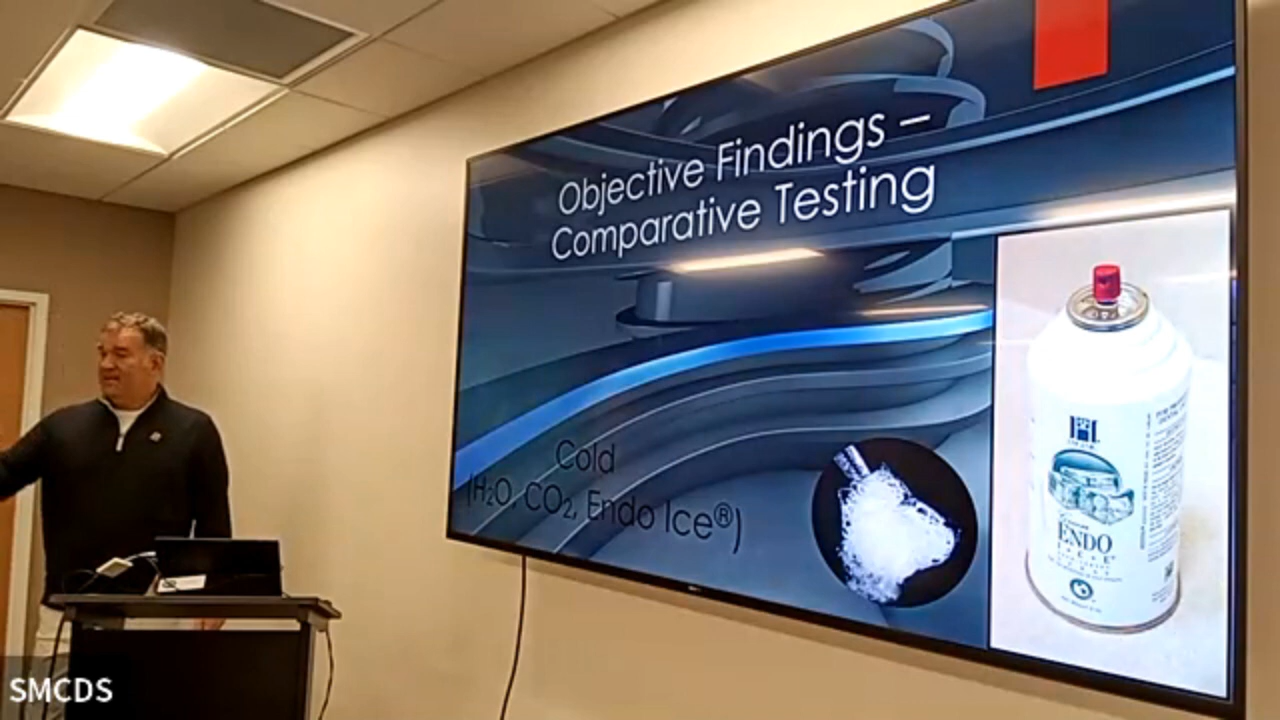 Objective Findings –
Comparative Testing
Cold
(H₂O, CO₂, Endo Ice®)
ENDO
SMCDS